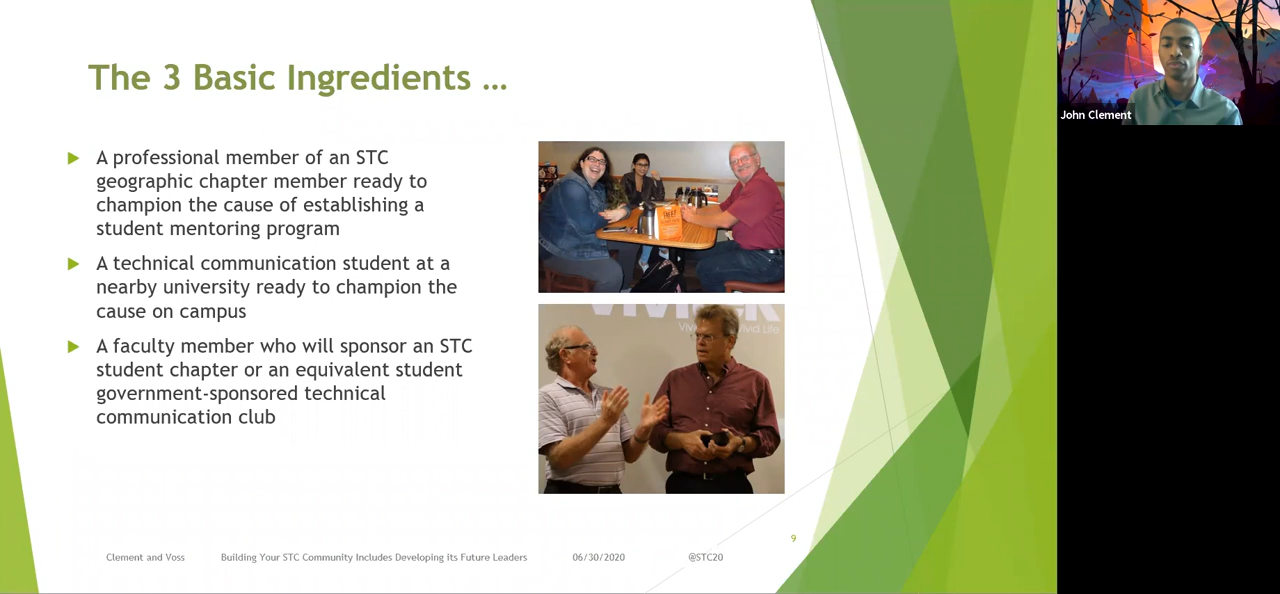 The 3 Basic Ingredients ...
A professional member of an STC
geographic chapter member ready to
champion the cause of establishing a
student mentoring program
A technical communication student at a
nearby university ready to champion the
cause on campus
A faculty member who will sponsor an STC
student chapter or an equivalent student
government-sponsored technical
communication club
9
Clement and Voss
Building Your STC Community Includes Developing its Future Leaders
06/30/2020
@STC20
John Clement